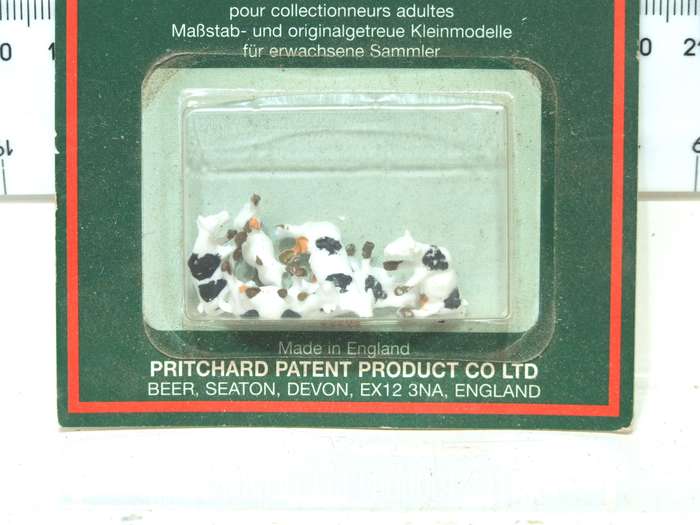 pour collectionneurs adultes
Maßstab- und originalgetreue Kleinmodelle
für erwachsene Sammler
Made in England
PRITCHARD PATENT PRODUCT CO LTD
BEER, SEATON, DEVON, EX12 3NA, ENGLAND